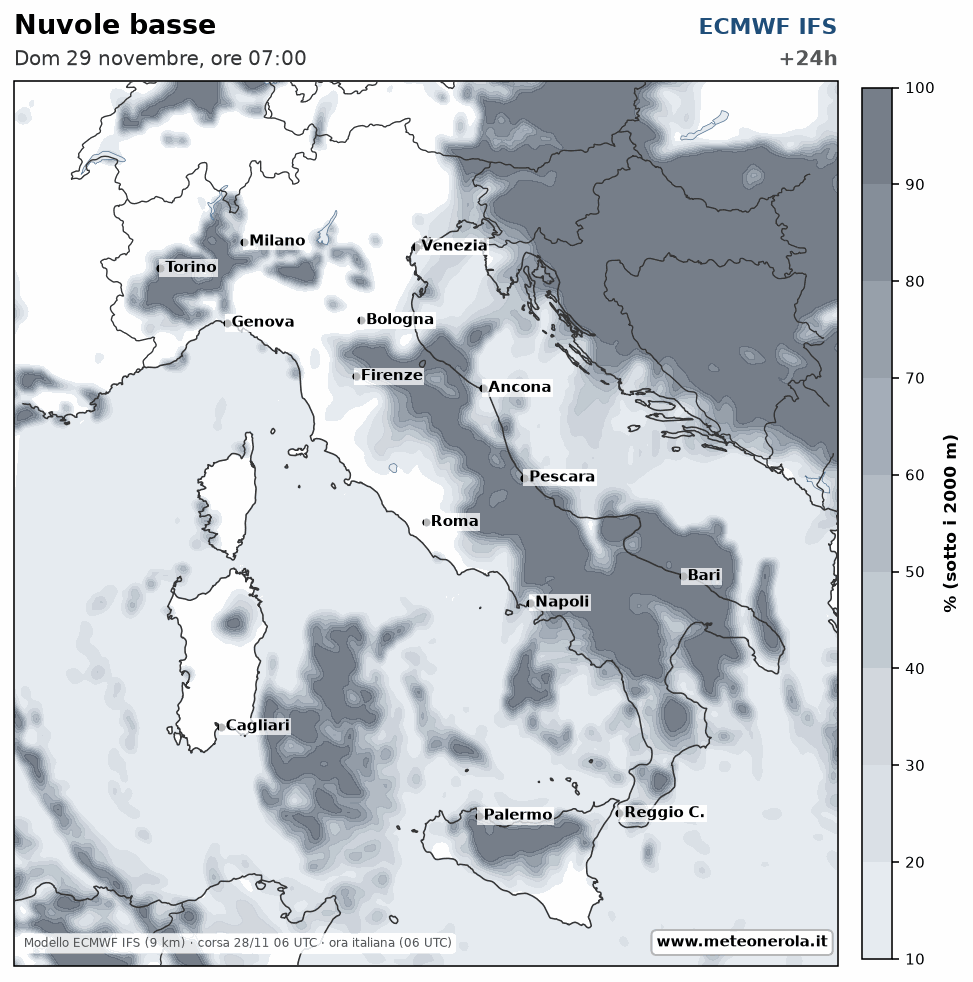 Nuvole basse
ECMWF IFS
Dom 29 novembre, ore 07:00
+24h
100
90
80
70
60
50
40
30
20
10
% (sotto i 2000 m)
Milano
Venezia
Torino
Genova
Bologna
Firenze
Ancona
Pescara
Roma
Bari
Napoli
Cagliari
Palermo
Reggio C.
Modello ECMWF IFS (9 km) · corsa 28/11 06 UTC · ora italiana (06 UTC)
www.meteonerola.it